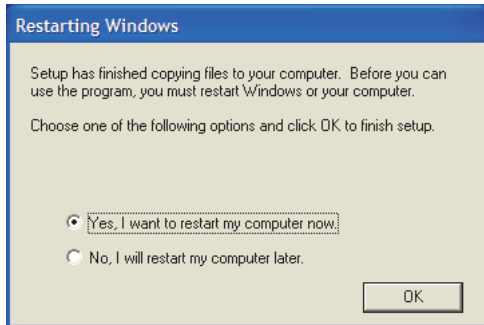 Restarting Windows
Setup has finished copying files to your computer.  Before you can
use the program, you must restart Windows or your computer.
Choose one of the following options and click OK to finish setup.
Yes, I want to restart my computer now.
No, I will restart my computer later.
OK